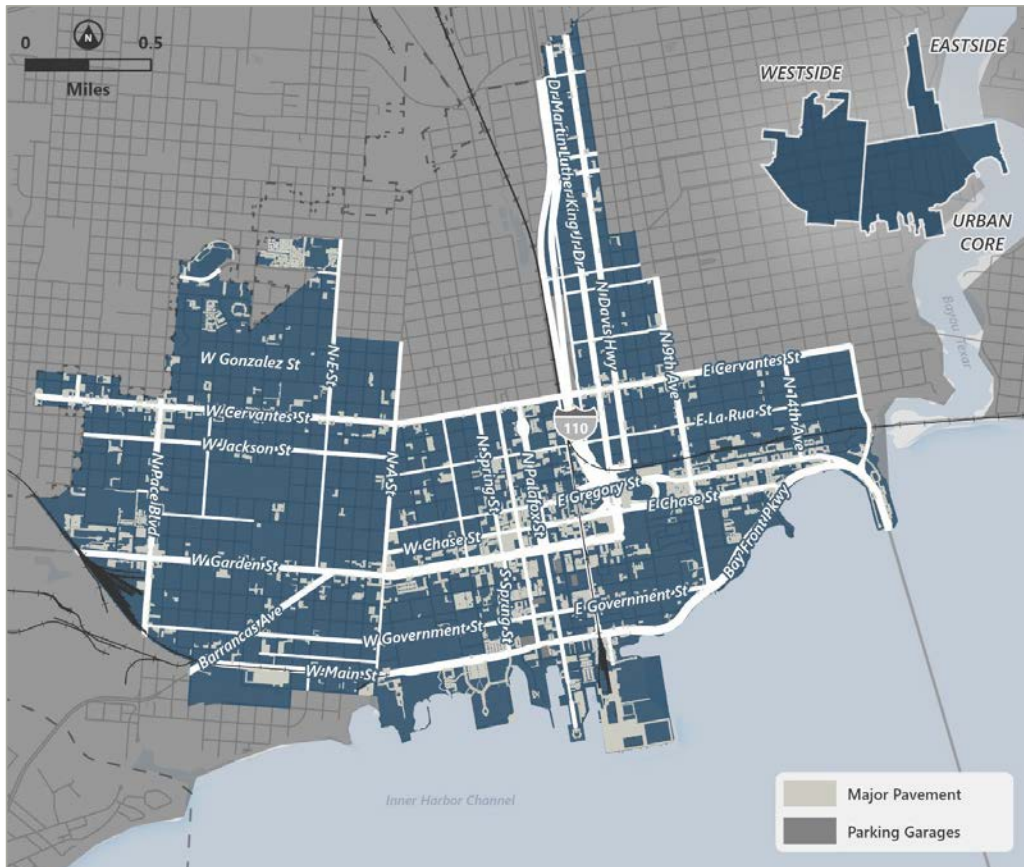 N
0
0.5
Miles
EASTSIDE
WESTSIDE
URBAN
CORE
Bayou Texar
Dr Martin Luther King Jr Dr
N Davis Hwy
N 9th Ave
E Cervantes St
N 14th Ave
E La Rua St
110
W Gonzalez St
N E St
W Cervantes St
W Jackson St
N Pace Blvd
N A St
N Spring St
N Palafox St
E Gregory St
E Chase St
W Chase St
Bay Front Pkwy
W Garden St
S Spring St
E Government St
Barrancas Ave
W Government St
W Main St
Inner Harbor Channel
Major Pavement
Parking Garages